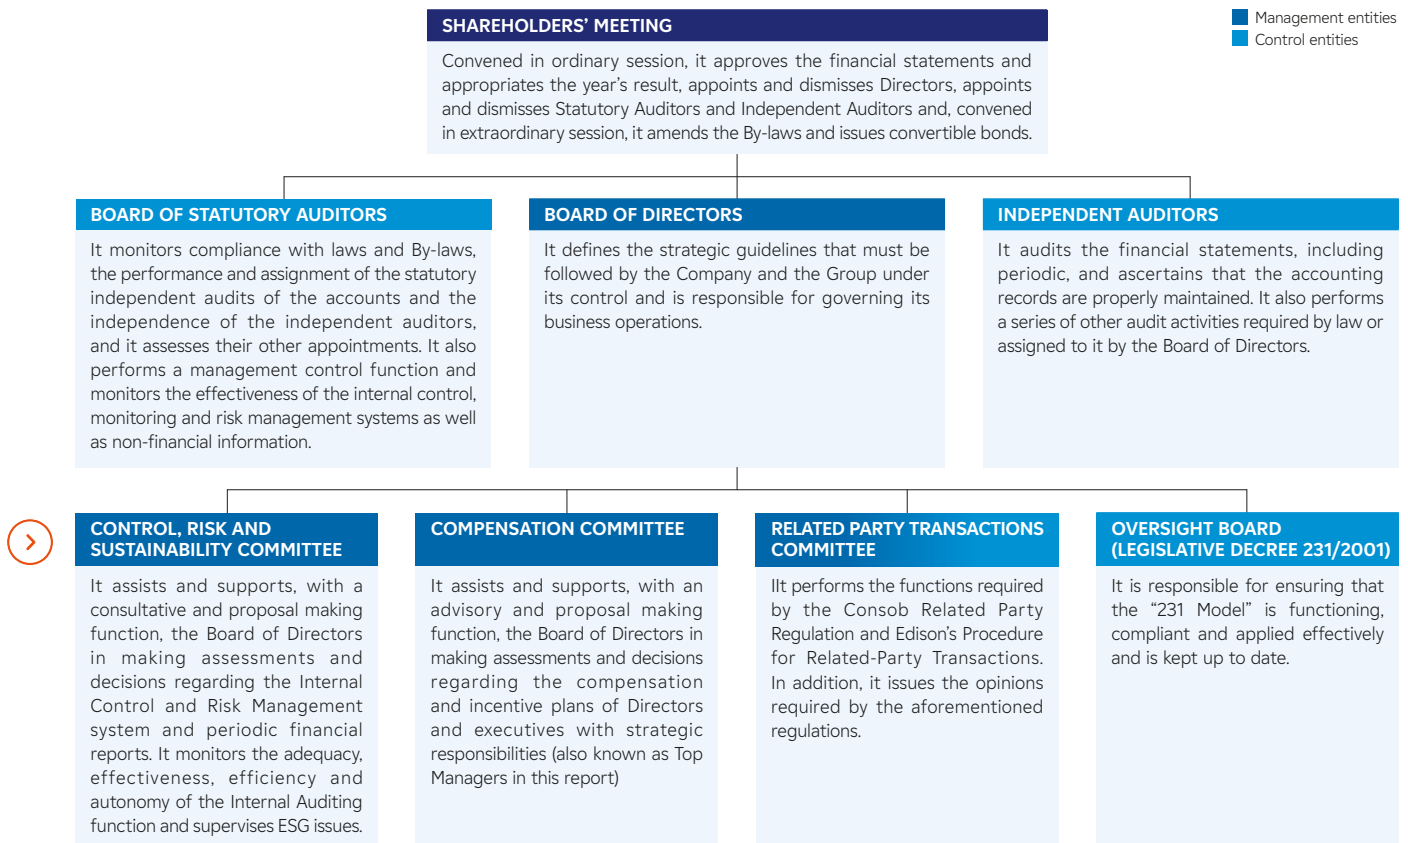 SHAREHOLDERS’ MEETING
Convened in ordinary session, it approves the financial statements and
appropriates the year’s result, appoints and dismisses Directors, appoints
and dismisses Statutory Auditors and Independent Auditors and, convened
in extraordinary session, it amends the By-laws and issues convertible bonds.
Management entities
Control entities
BOARD OF STATUTORY AUDITORS
It monitors compliance with laws and By-laws,
the performance and assignment of the statutory
independent audits of the accounts and the
independence of the independent auditors,
and it assesses their other appointments. It also
performs a management control function and
monitors the effectiveness of the internal control,
monitoring and risk management systems as well
as non-financial information.
BOARD OF DIRECTORS
It defines the strategic guidelines that must be
followed by the Company and the Group under
its control and is responsible for governing its
business operations.
INDEPENDENT AUDITORS
It audits the financial statements, including
periodic, and ascertains that the accounting
records are properly maintained. It also performs
a series of other audit activities required by law or
assigned to it by the Board of Directors.
CONTROL, RISK AND
SUSTAINABILITY COMMITTEE
It assists and supports, with a
consultative and proposal making
function, the Board of Directors
in making assessments and
decisions regarding the Internal
Control and Risk Management
system and periodic financial
reports. It monitors the adequacy,
effectiveness, efficiency and
autonomy of the Internal Auditing
function and supervises ESG issues.
COMPENSATION COMMITTEE
It assists and supports, with an
advisory and proposal making
function, the Board of Directors in
making assessments and decisions
regarding the compensation
and incentive plans of Directors
and executives with strategic
responsibilities (also known as Top
Managers in this report)
RELATED PARTY TRANSACTIONS
COMMITTEE
IIt performs the functions required
by the Consob Related Party
Regulation and Edison’s Procedure
for Related-Party Transactions.
In addition, it issues the opinions
required by the aforementioned
regulations.
OVERSIGHT BOARD
(LEGISLATIVE DECREE 231/2001)
It is responsible for ensuring that
the “231 Model” is functioning,
compliant and applied effectively
and is kept up to date.